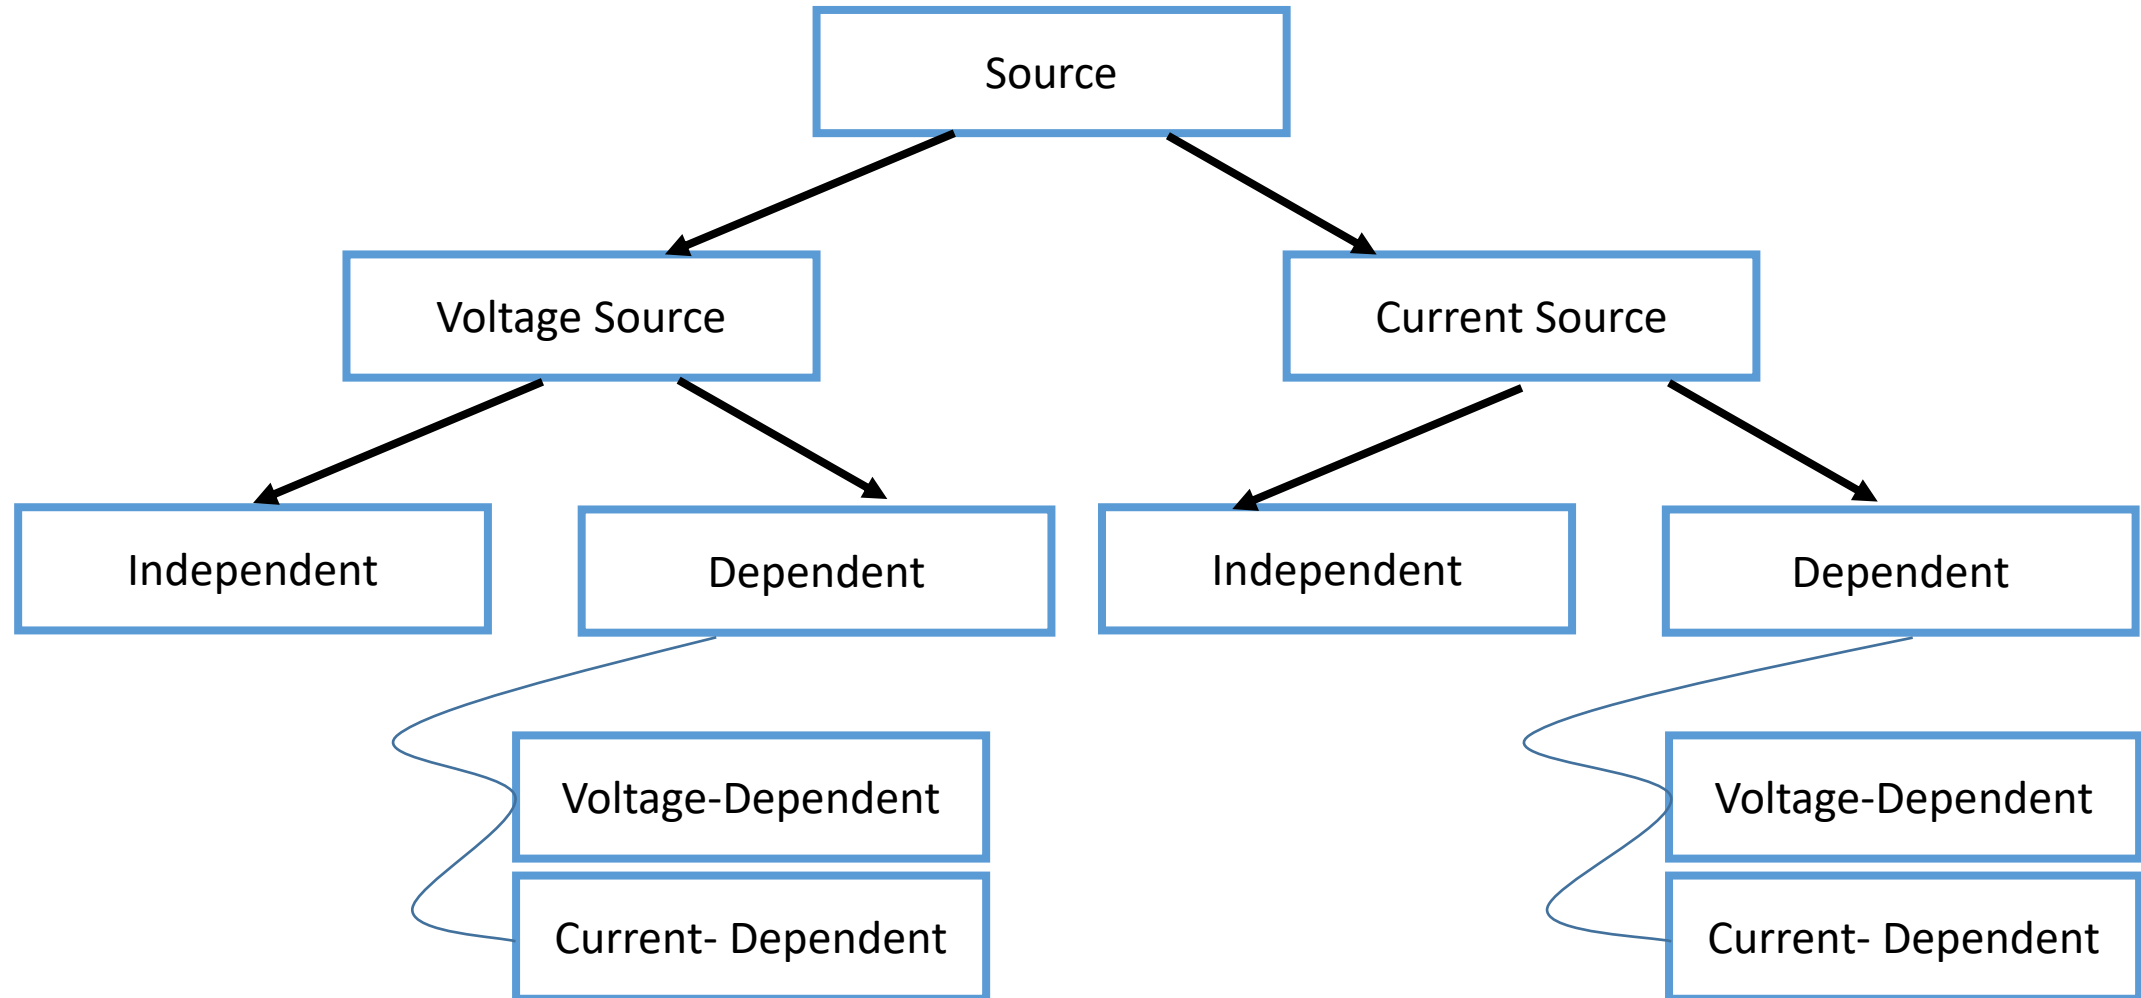 Source
Voltage Source
Current Source
Independent
Dependent
Independent
Dependent
Voltage-Dependent
Voltage-Dependent
Current- Dependent
Current- Dependent